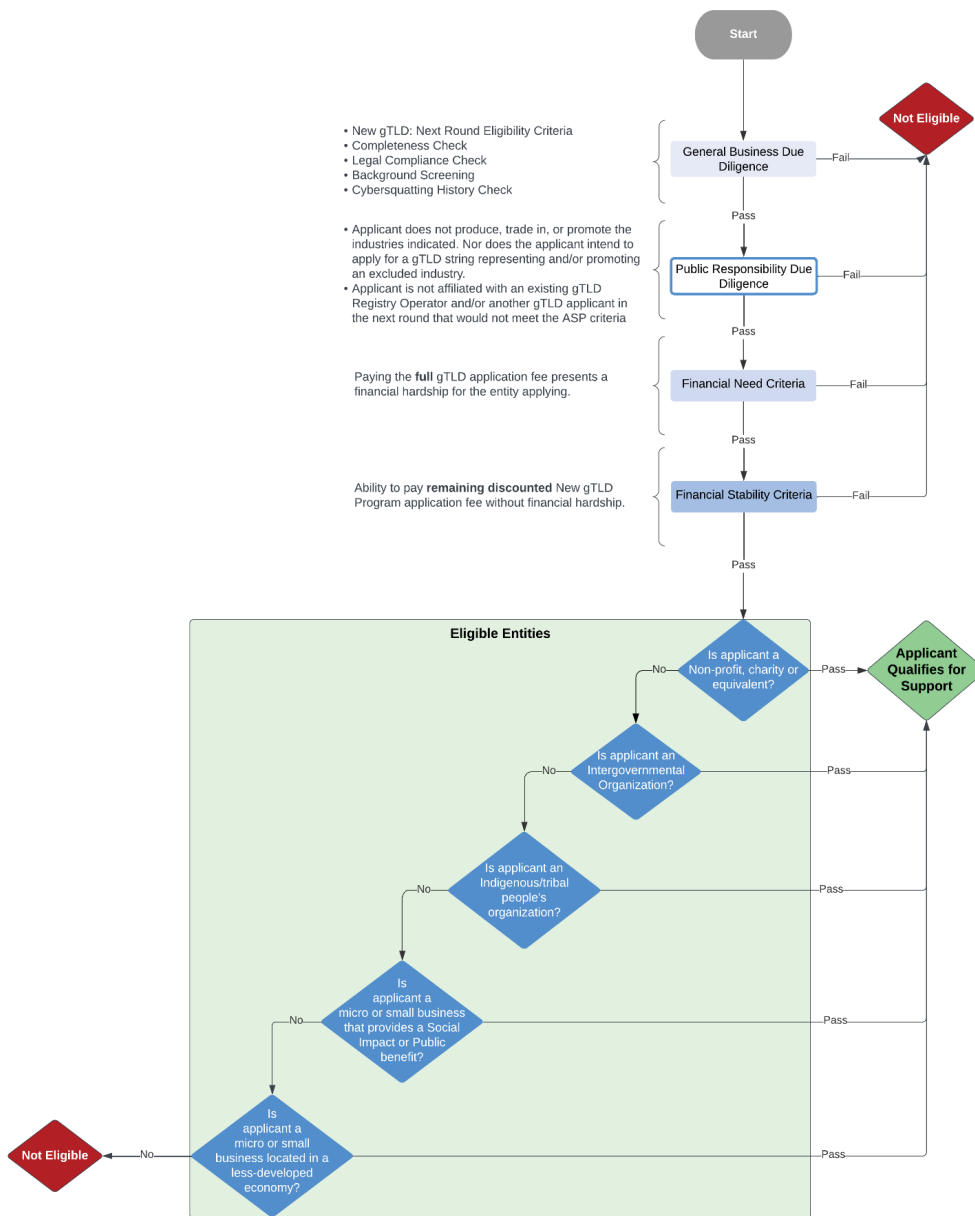 Start
Not Eligible
• New gTLD: Next Round Eligibility Criteria
• Completeness Check
• Legal Compliance Check
• Background Screening
• Cybersquatting History Check
General Business Due
Diligence
Fail
Pass
• Applicant does not produce, trade in, or promote the
industries indicated. Nor does the applicant intend to
apply for a gTLD string representing and/or promoting
an excluded industry.
• Applicant is not affiliated with an existing gTLD
Registry Operator and/or another gTLD applicant in
the next round that would not meet the ASP criteria
Public Responsibility Due
Diligence
Fail
Pass
Paying the full gTLD application fee presents a
financial hardship for the entity applying.
Financial Need Criteria
Fail
Pass
Ability to pay remaining discounted New gTLD
Program application fee without financial hardship.
Financial Stability Criteria
Fail
Pass
Eligible Entities
Is applicant a
Non-profit, charity or
equivalent?
No
Pass
Applicant
Qualifies for
Support
Is applicant an
Intergovernmental
Organization?
No
Pass
Is applicant an
Indigenous/tribal
people's
organization?
No
Pass
Is
applicant a
micro or small business
that provides a Social
Impact or Public
benefit?
No
Pass
Is
applicant a
micro or small
business located in a
less-developed
economy?
No
Pass
Not Eligible